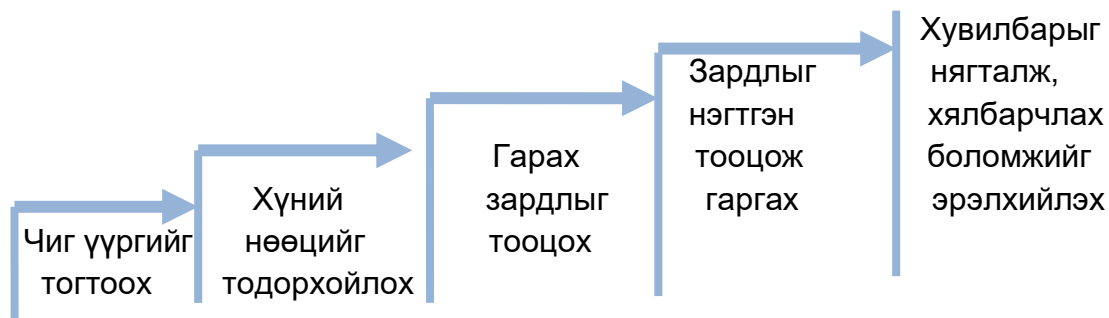 Чиг үүргийг
тогтоох
Хүний
нөөцийг
тодорхойлох
Гарах
зардлыг
тооцох
Зардлыг
нэгтгэн
тооцож
гаргах
Хувилбарыг
нягталж,
хялбарчлах
боломжийг
эрэлхийлэх